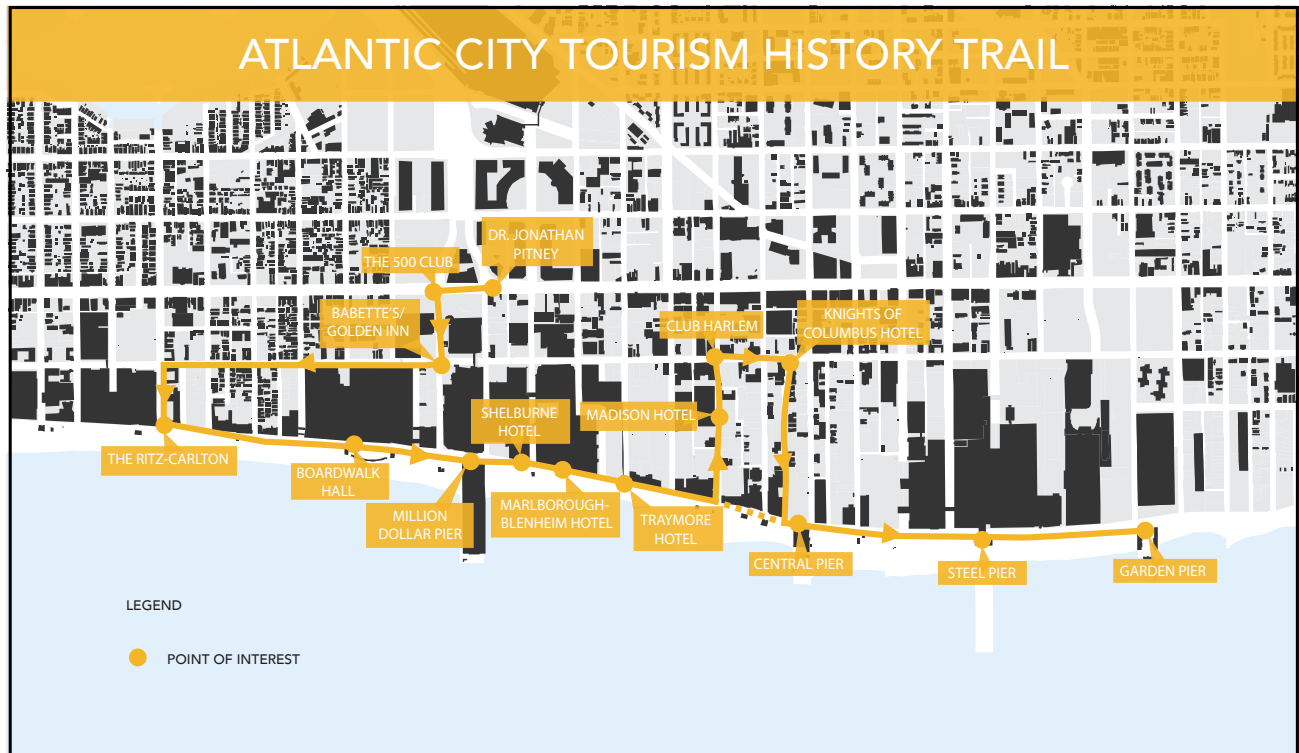 ATLANTIC CITY TOURISM HISTORY TRAIL
DR. JONATHAN
PITNEY
THE 500 CLUB
BABETTE'S/
GOLDEN INN
CLUB HARLEM
KNIGHTS OF
COLUMBUS HOTEL
SHELBURNE
HOTEL
MADISON HOTEL
THE RITZ-CARLTON
BOARDWALK
HALL
MILLION
DOLLAR PIER
MARLBOROUGH-
BLENHEIM HOTEL
TRAYMORE
HOTEL
CENTRAL PIER
STEEL PIER
GARDEN PIER
LEGEND
POINT OF INTEREST